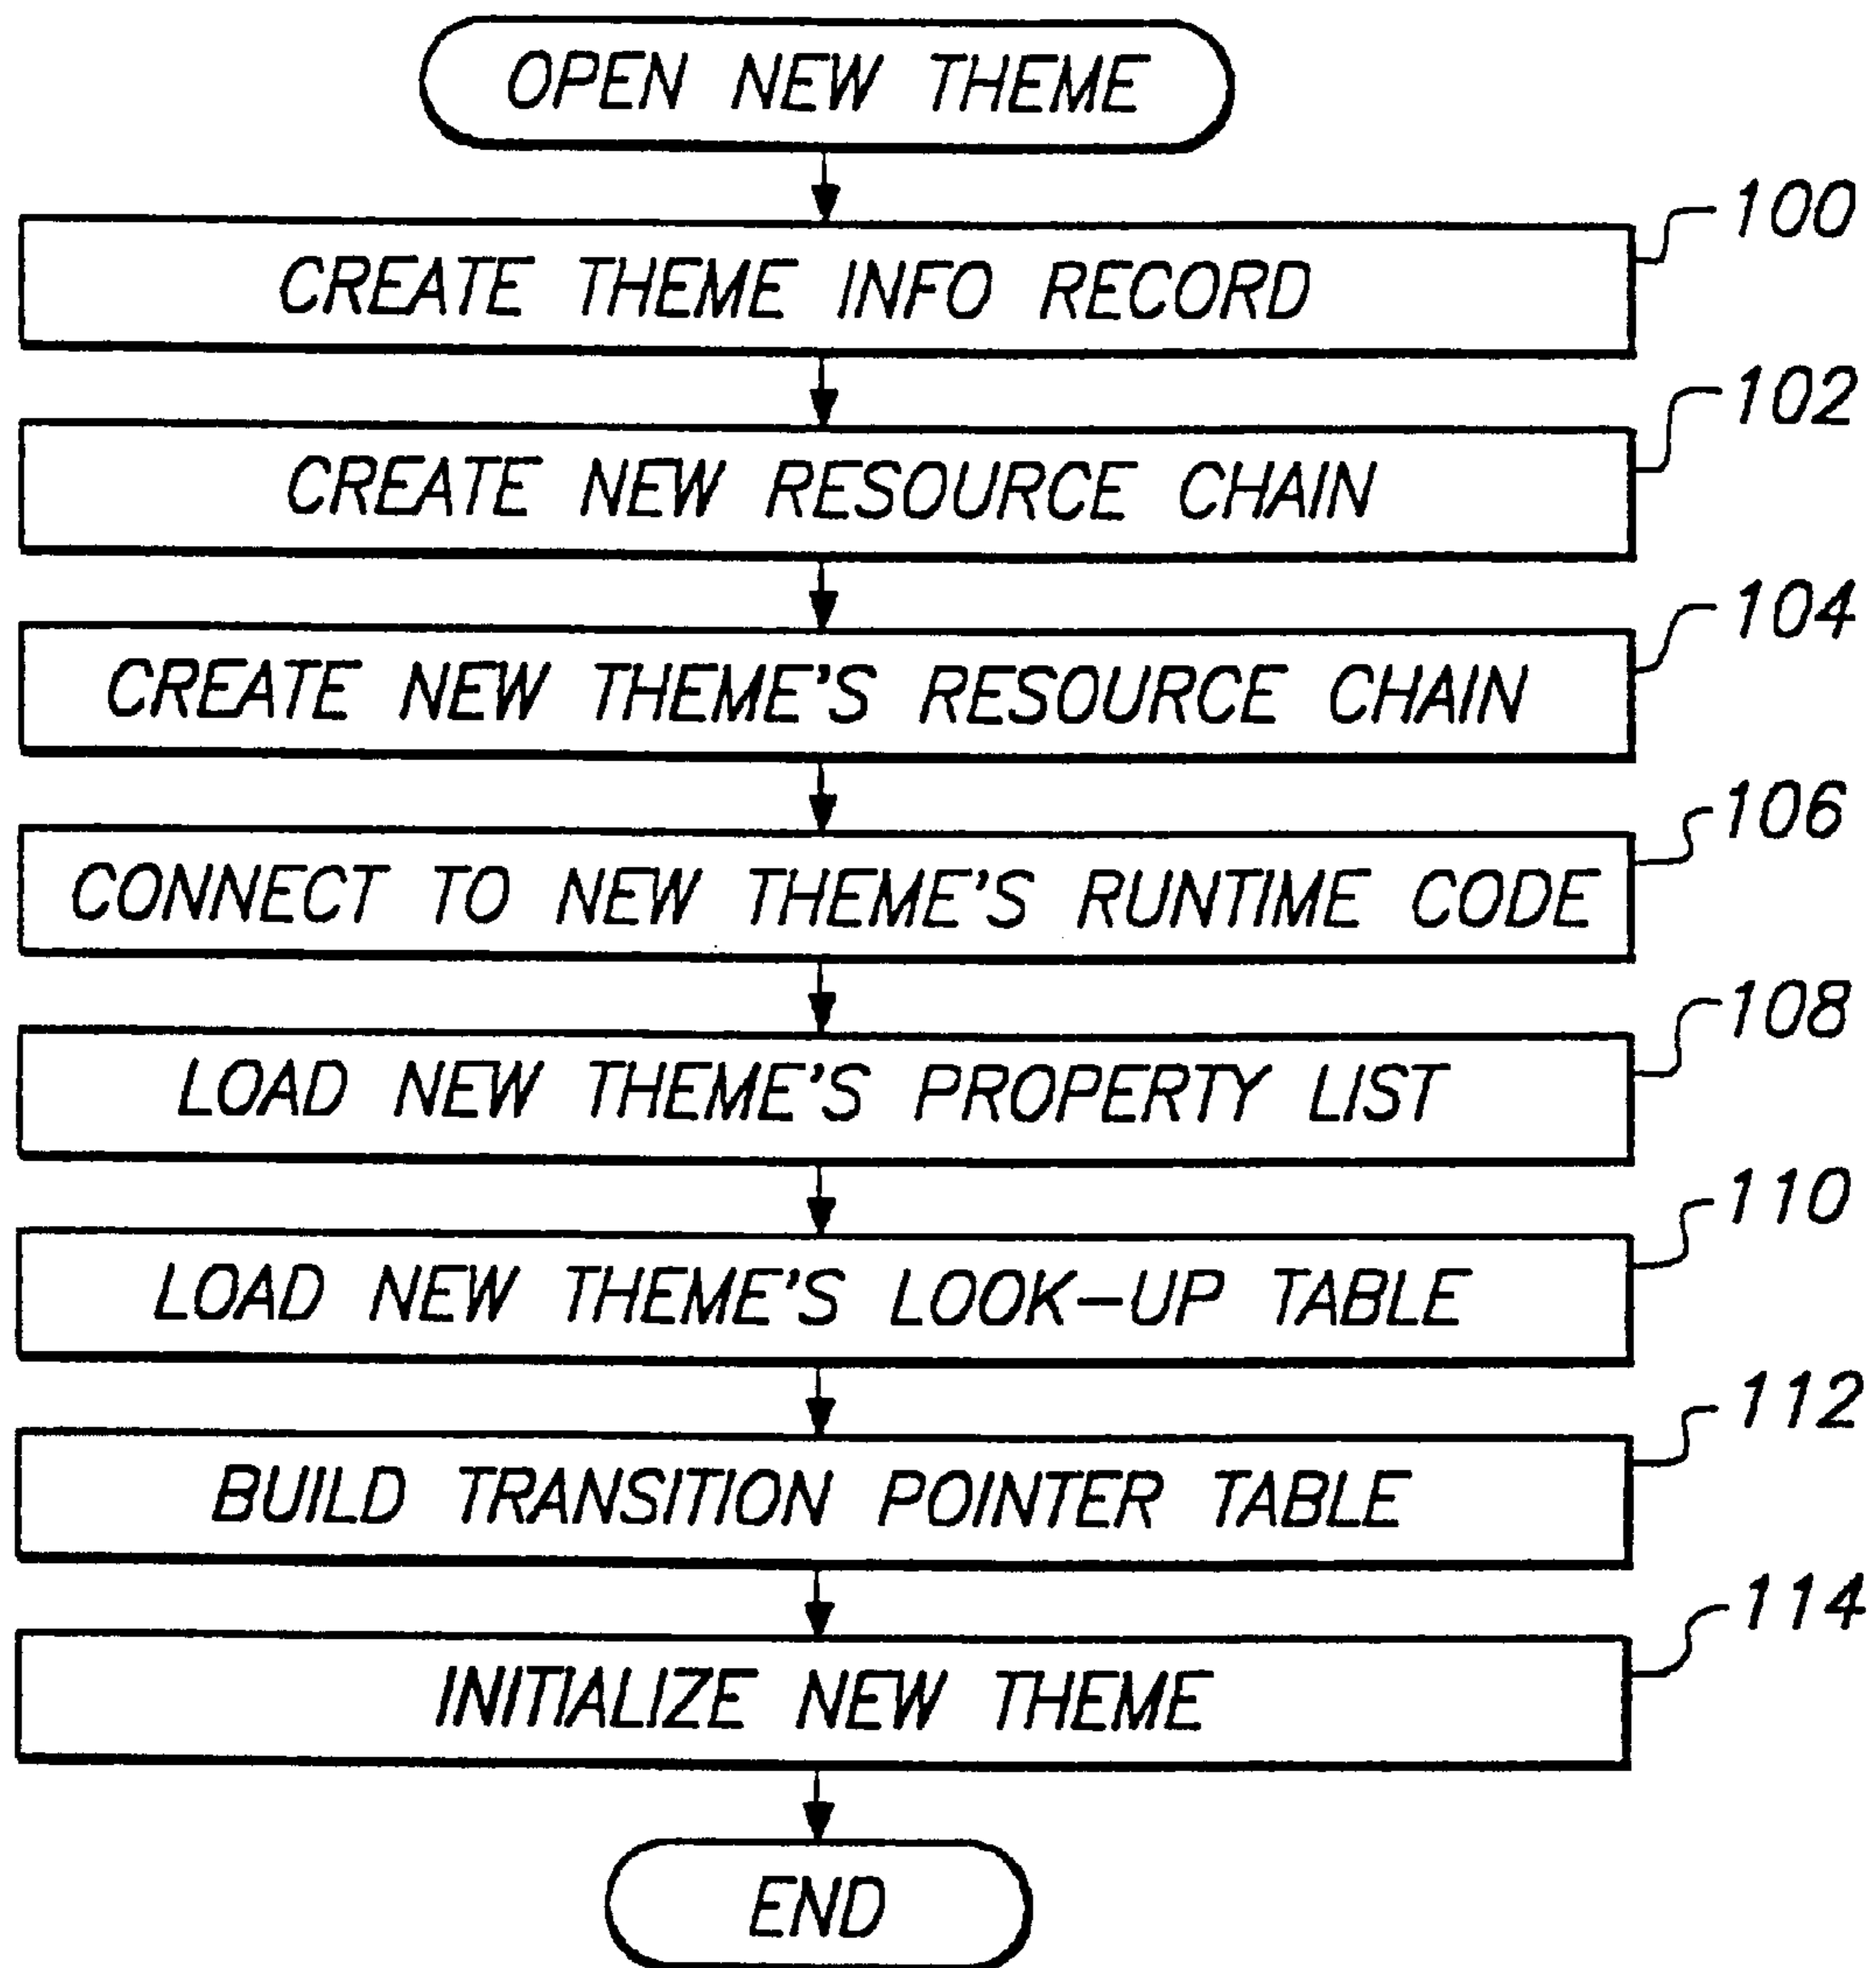 OPEN NEW THEME
100
CREATE THEME INFO RECORD
102
CREATE NEW RESOURCE CHAIN
104
CREATE NEW THEME'S RESOURCE CHAIN
106
CONNECT TO NEW THEME'S RUNTIME CODE
108
LOAD NEW THEME'S PROPERTY LIST
110
LOAD NEW THEME'S LOOK-UP TABLE
112
BUILD TRANSITION POINTER TABLE
114
INITIALIZE NEW THEME
END